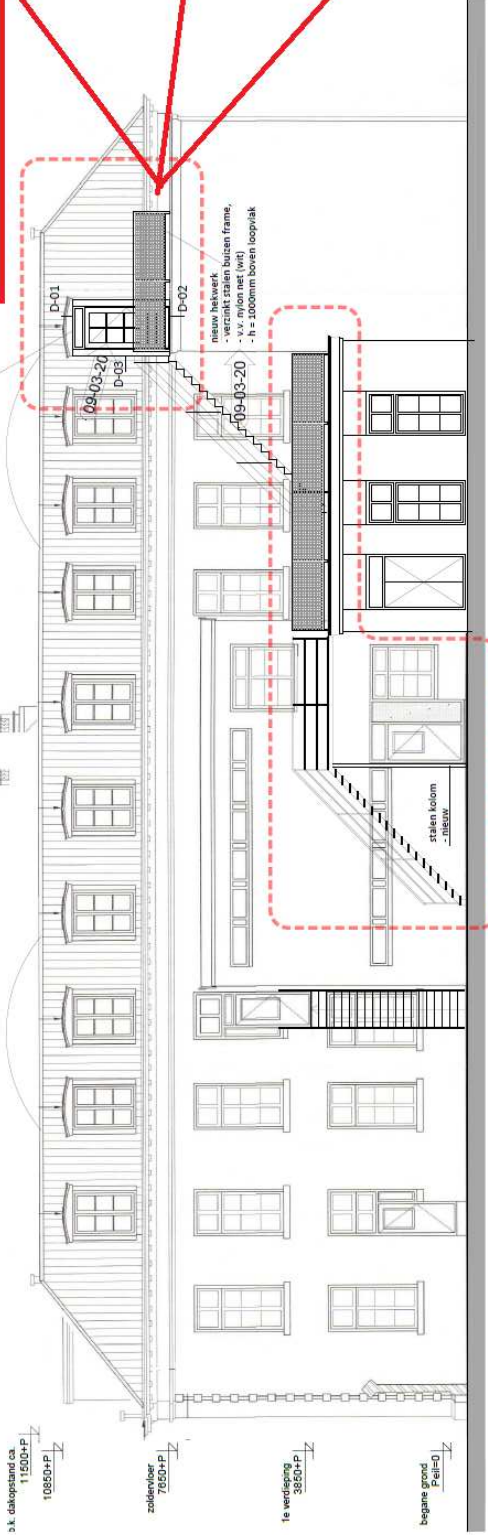 b.k. dakopstand ca.
11500+P
10850+P
zoldervloer
7650+P
1e verdieping
3850+P
begane grond
Peil=0
D-01
D-02
09-03-20
D-03
nieuw hekwerk
- verzinkt stalen buizen frame,
- v.v. nylon net (wit)
- h = 1000mm boven loopvlak
09-03-20
stalen kolom
- nieuw